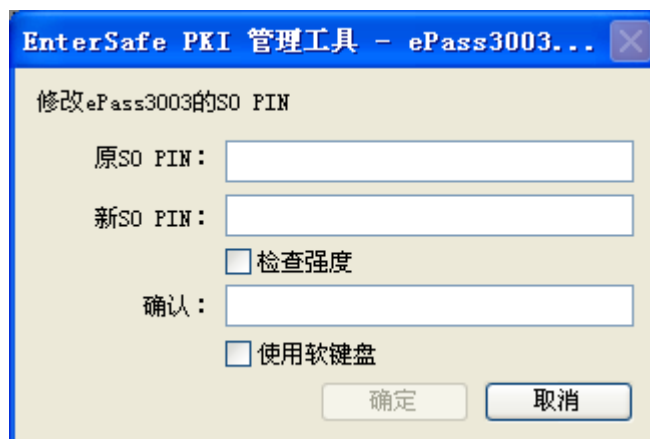 EnterSafe PKI 管理工具 - ePass3003...
修改ePass3003的SO PIN
原SO PIN：
新SO PIN：
检查强度
确认：
使用软键盘
确定 取消